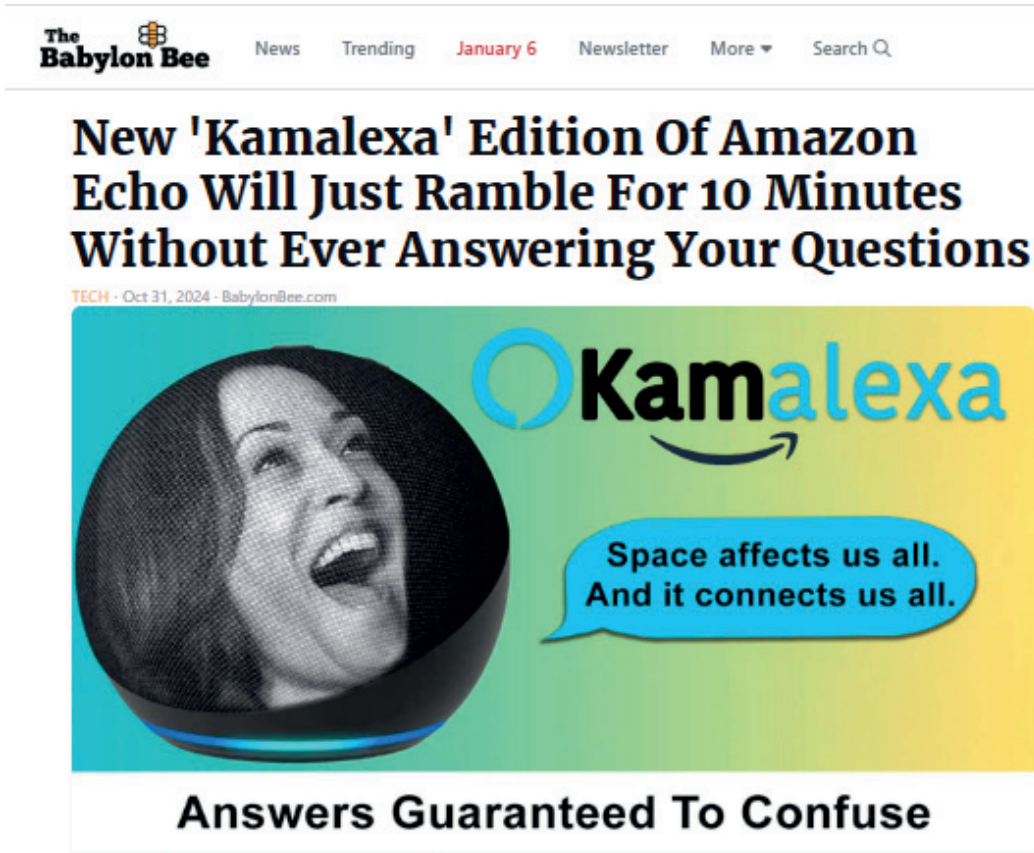 The
Babylon Bee
News Trending January 6 Newsletter More Search
New 'Kamalexa' Edition Of Amazon
Echo Will Just Ramble For 10 Minutes
Without Ever Answering Your Questions
TECH · Oct 31, 2024 · BabylonBee.com
Kamalexa
Space affects us all.
And it connects us all.
Answers Guaranteed To Confuse